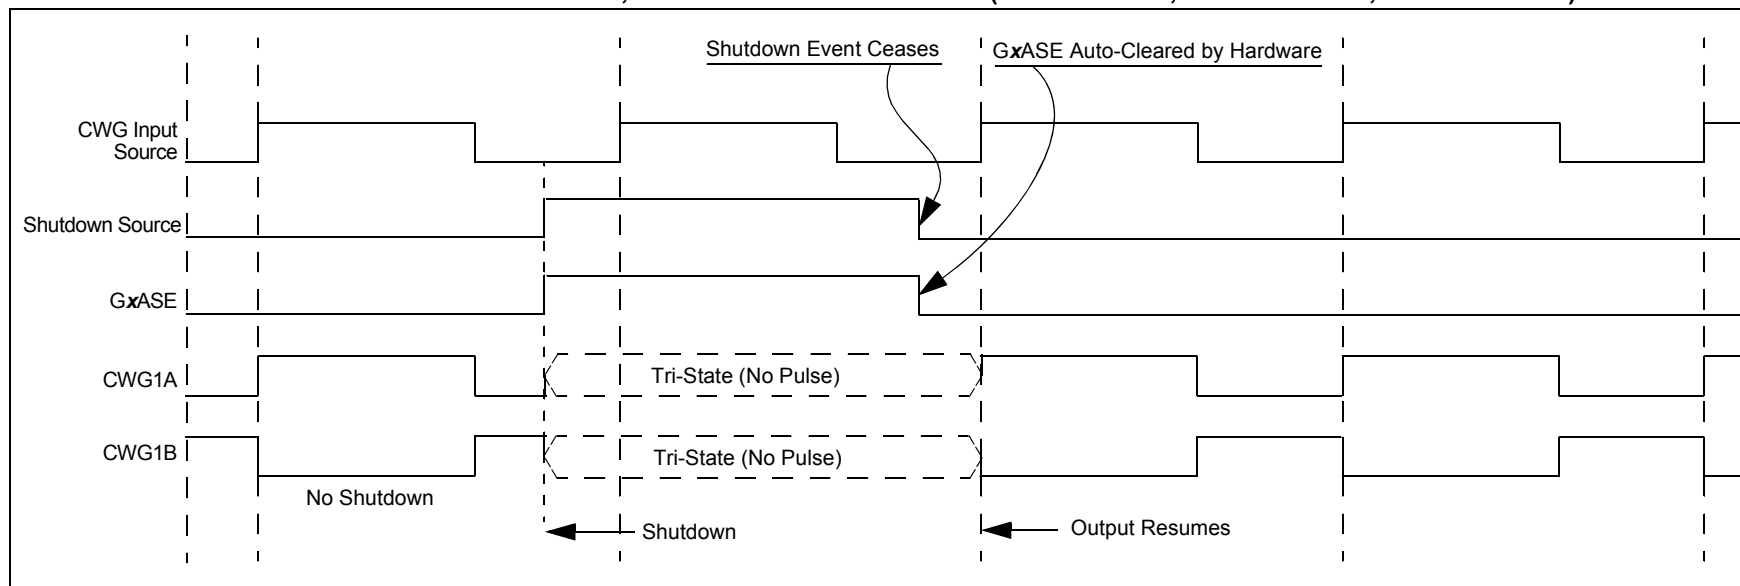 Shutdown Event Ceases
GxASE Auto-Cleared by Hardware
CWG Input
Source
Shutdown Source
GxASE
CWG1A
Tri-State (No Pulse)
CWG1B
Tri-State (No Pulse)
No Shutdown
Shutdown
Output Resumes